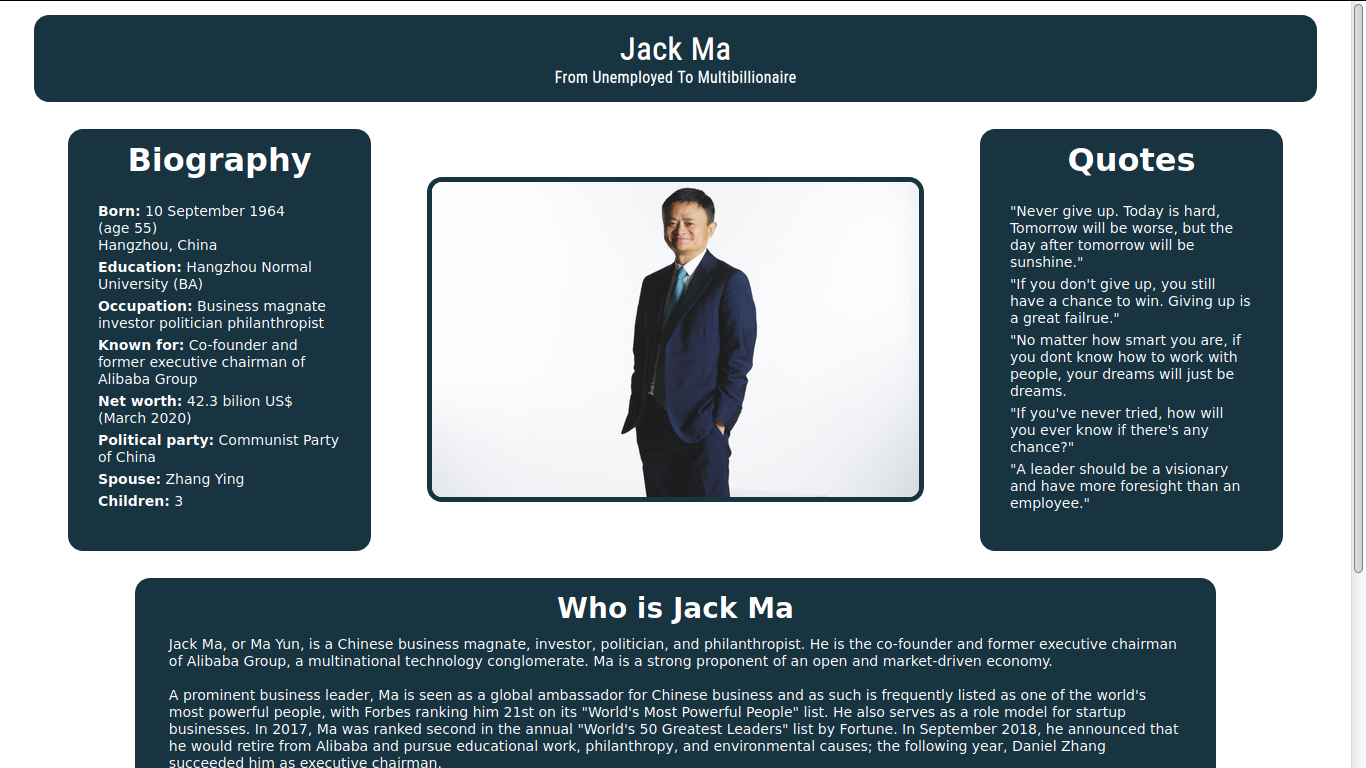 Jack Ma
From Unemployed To Multibillionaire
Biography
Born: 10 September 1964
(age 55)
Hangzhou, China
Education: Hangzhou Normal
University (BA)
Occupation: Business magnate
investor politician philanthropist
Known for: Co-founder and
former executive chairman of
Alibaba Group
Net worth: 42.3 bilion US$
(March 2020)
Political party: Communist Party
of China
Spouse: Zhang Ying
Children: 3
Quotes
"Never give up. Today is hard,
Tomorrow will be worse, but the
day after tomorrow will be
sunshine."
"If you don't give up, you still
have a chance to win. Giving up is
a great failrue."
"No matter how smart you are, if
you dont know how to work with
people, your dreams will just be
dreams.
"If you've never tried, how will
you ever know if there's any
chance?"
"A leader should be a visionary
and have more foresight than an
employee."
Who is Jack Ma
Jack Ma, or Ma Yun, is a Chinese business magnate, investor, politician, and philanthropist. He is the co-founder and former executive chairman
of Alibaba Group, a multinational technology conglomerate. Ma is a strong proponent of an open and market-driven economy.
A prominent business leader, Ma is seen as a global ambassador for Chinese business and as such is frequently listed as one of the world's
most powerful people, with Forbes ranking him 21st on its "World's Most Powerful People" list. He also serves as a role model for startup
businesses. In 2017, Ma was ranked second in the annual "World's 50 Greatest Leaders" list by Fortune. In September 2018, he announced that
he would retire from Alibaba and pursue educational work, philanthropy, and environmental causes; the following year, Daniel Zhang
succeeded him as executive chairman.